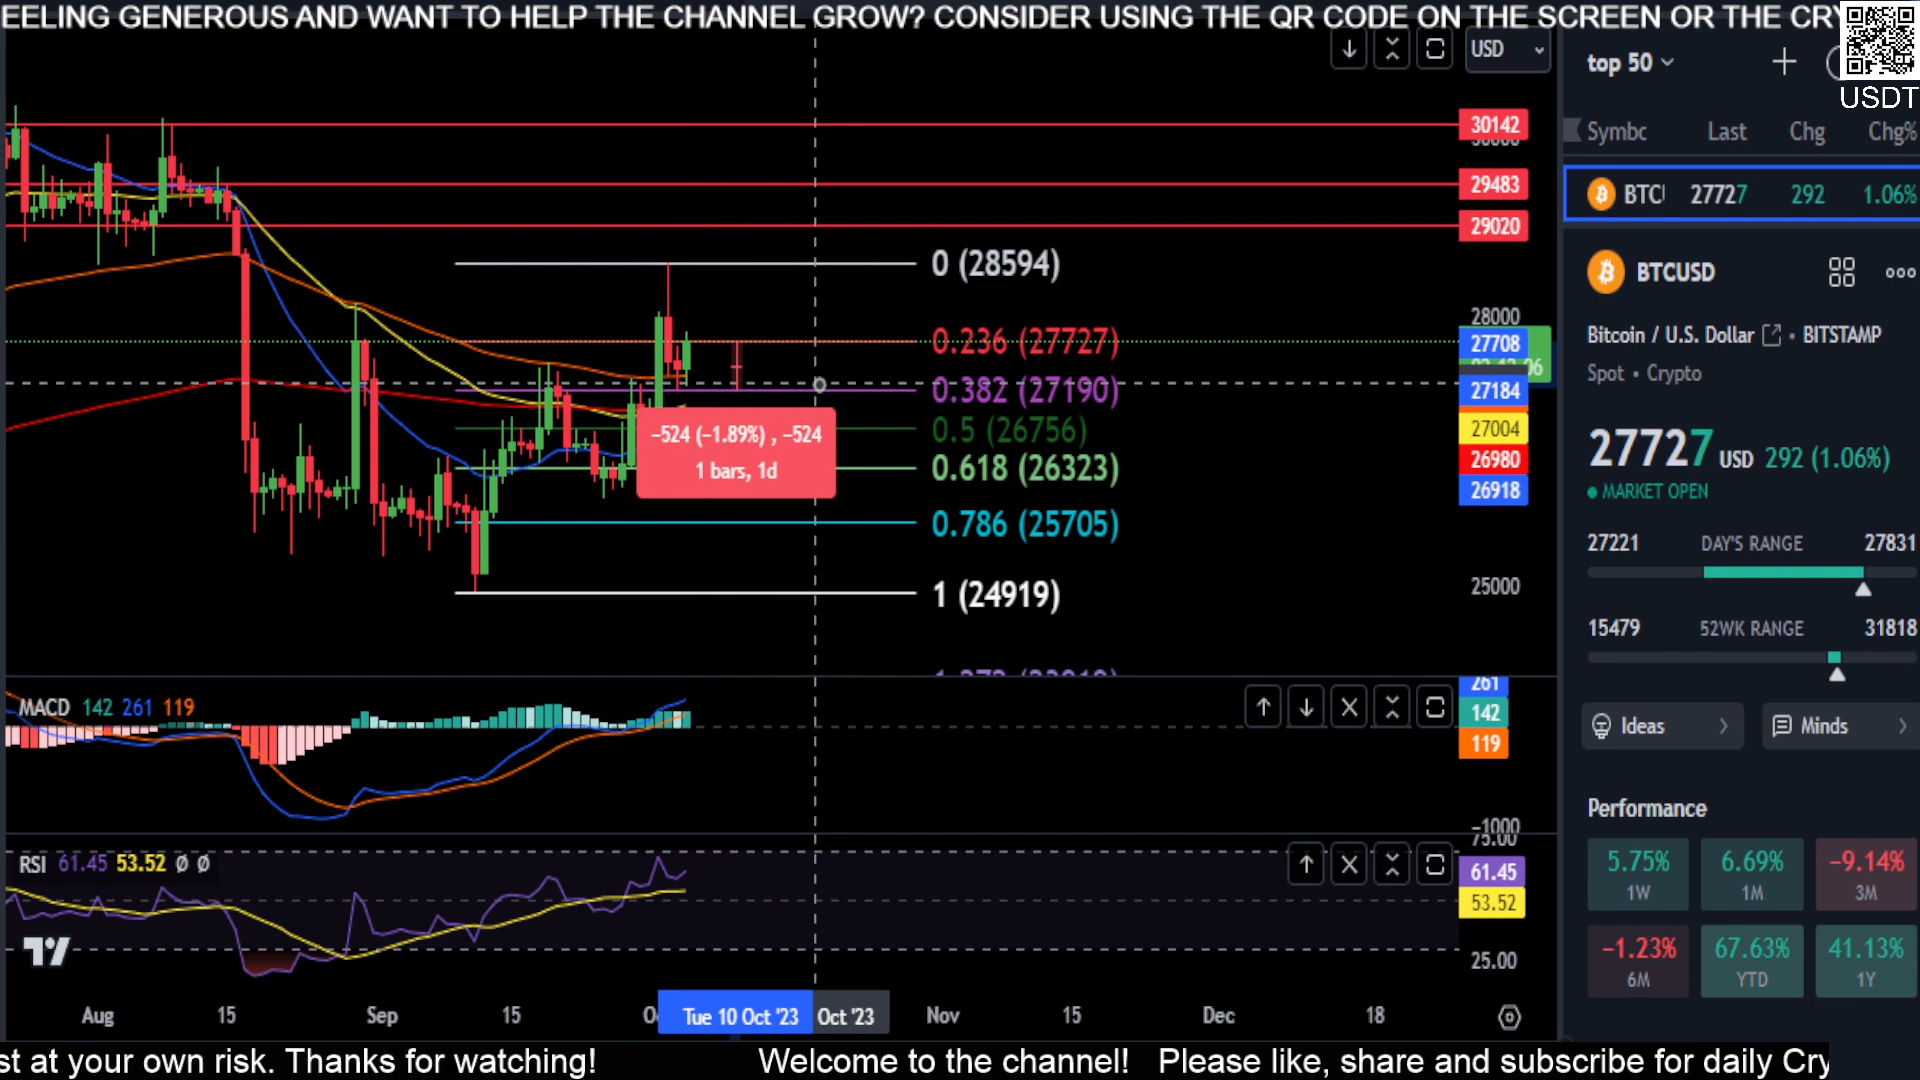 EELING GENEROUS AND WANT TO HELP THE CHANNEL GROW? CONSIDER USING THE QR CODE ON THE SCREEN OR THE CRY
USD
top 50
USDT
Symbc Last Chg Chg%
BTC 27727 292 1.06%
30142
29483
29020
0 (28594)
28000
0.236 (27727)
27708
0.382 (27190)
27184
0.5 (26756)
27004
0.618 (26323)
26980
26918
0.786 (25705)
1 (24919)
25000
−524 (−1.89%) , −524
1 bars, 1d
BTCUSD
Bitcoin / U.S. Dollar • BITSTAMP
Spot • Crypto
27727 USD 292 (1.06%)
MARKET OPEN
27221 DAY'S RANGE 27831
15479 52WK RANGE 31818
Ideas
Minds
Performance
5.75% 6.69% −9.14%
1W 1M 3M
−1.23% 67.63% 41.13%
6M YTD 1Y
MACD 142 261 119
261
142
119
−1000
75.00
RSI 61.45 53.52 Ø Ø
61.45
53.52
25.00
Aug 15 Sep 15 Tue 10 Oct '23 Oct '23 Nov 15 Dec 18
st at your own risk. Thanks for watching! Welcome to the channel! Please like, share and subscribe for daily Cry